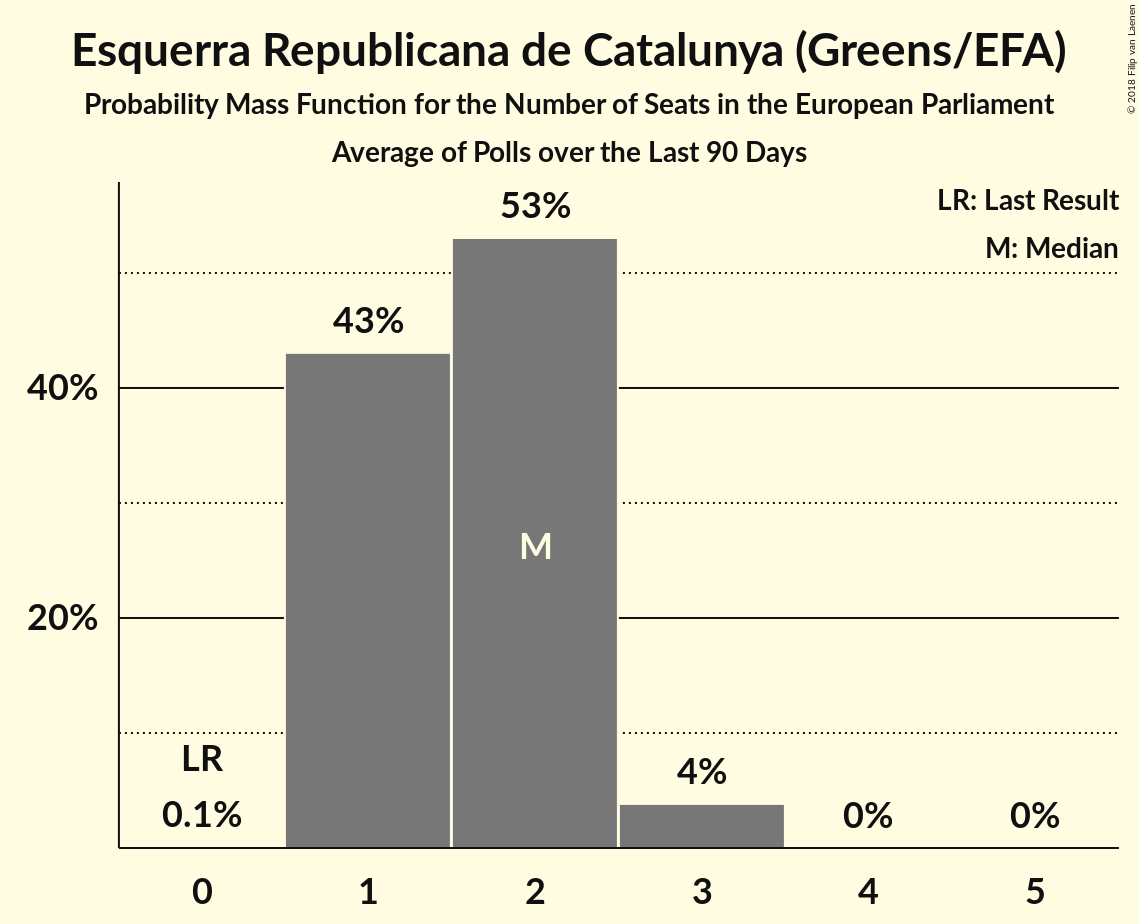 Esquerra Republicana de Catalunya (Greens/EFA)
Probability Mass Function for the Number of Seats in the European Parliament
Average of Polls over the Last 90 Days
© 2018 Filip van Laenen
LR: Last Result
M: Median
53%
43%
40%
M
20%
LR
4%
0.1%
0%
0%
0
1
2
3
4
5